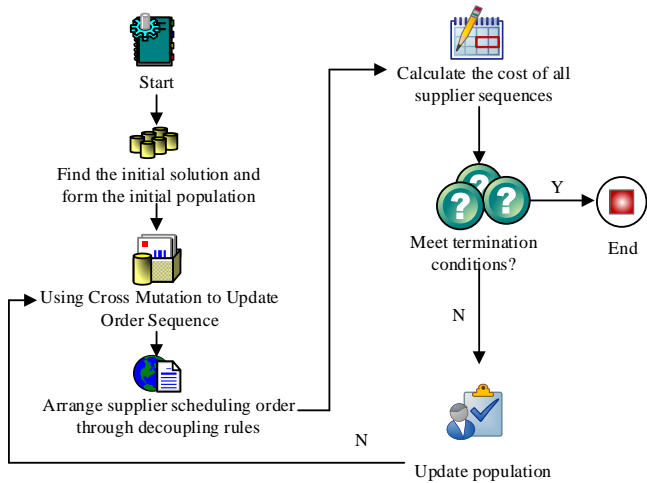 Start
Find the initial solution and
form the initial population
Using Cross Mutation to Update
Order Sequence
Arrange supplier scheduling order
through decoupling rules
Calculate the cost of all
supplier sequences
? ? ?
Y
Meet termination
conditions?
End
N
N
Update population